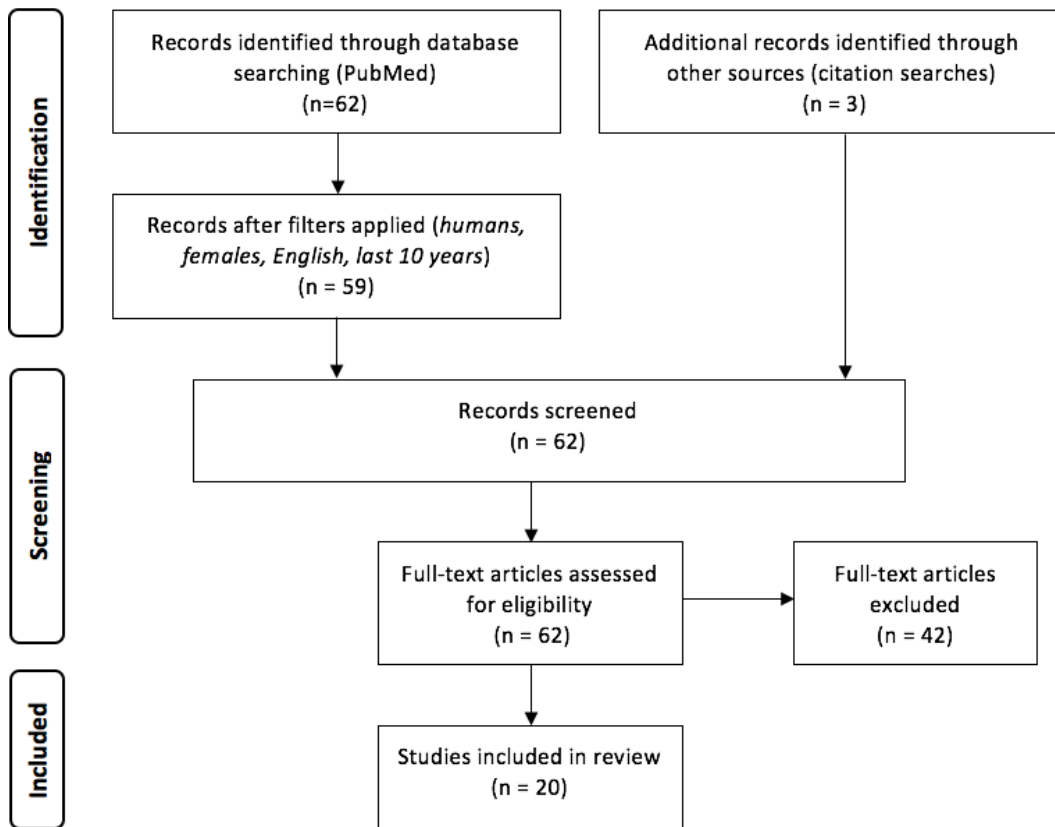 Identification
Records identified through database
searching (PubMed)
(n=62)
Additional records identified through
other sources (citation searches)
(n = 3)
Records after filters applied (humans,
females, English, last 10 years)
(n = 59)
Screening
Records screened
(n = 62)
Full-text articles assessed
for eligibility
(n = 62)
Full-text articles
excluded
(n = 42)
Included
Studies included in review
(n = 20)